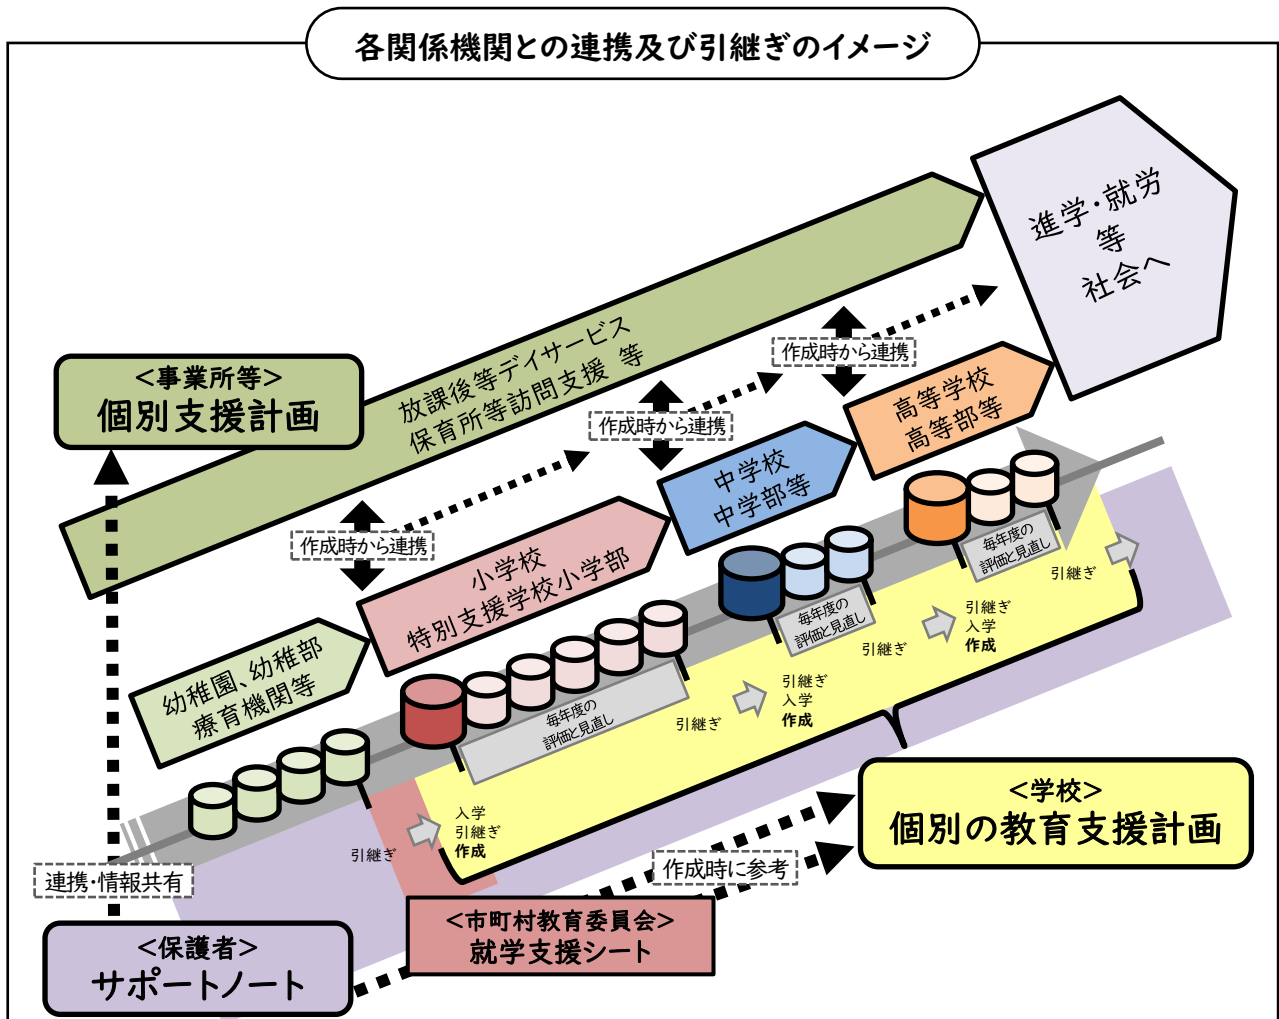 各関係機関との連携及び引継ぎのイメージ
進学・就労
等
社会へ
放課後等デイサービス
保育所等訪問支援 等
<事業所等>
個別支援計画
作成時から連携
作成時から連携
作成時から連携
高等学校
高等部等
中学校
中学部等
小学校
特別支援学校小学部
幼稚園、幼稚部
療育機関等
毎年度の
評価と見直し
引継ぎ
毎年度の
評価と見直し
引継ぎ
引継ぎ
入学
作成
毎年度の
評価と見直し
引継ぎ
引継ぎ
入学
作成
引継ぎ
入学
引継ぎ
作成
<学校>
個別の教育支援計画
作成時に参考
連携・情報共有
<市町村教育委員会>
就学支援シート
<保護者>
サポートノート